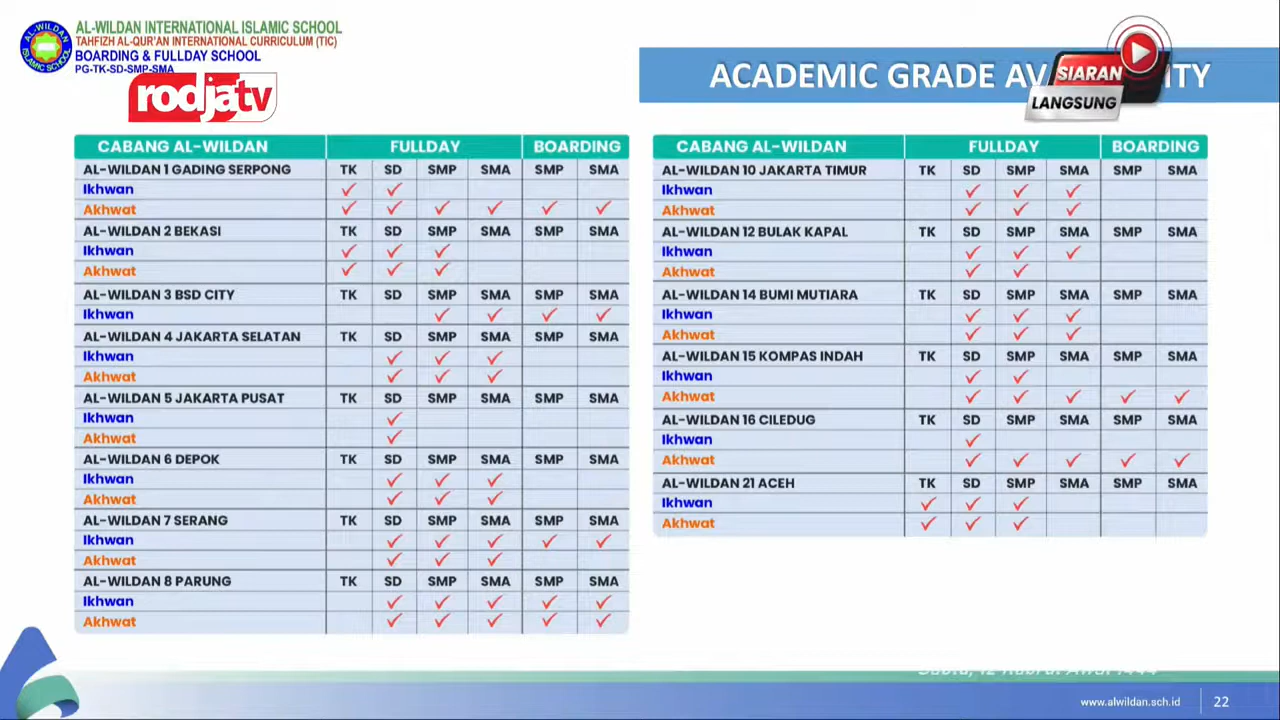 AL-WILDAN INTERNATIONAL ISLAMIC SCHOOL
TAHFIZH AL-QUR'AN INTERNATIONAL CURRICULUM (TIC)
BOARDING & FULLDAY SCHOOL
PG-TK-SD-SMP-SMA
AL-WILDAN
ISLAMIC SCHOOL
rodjatv
ACADEMIC GRADE
SIARAN
LANGSUNG
CABANG AL-WILDAN FULLDAY BOARDING
AL-WILDAN 1 GADING SERPONG TK SD SMP SMA SMP SMA
Ikhwan ✓ ✓
Akhwat ✓ ✓ ✓ ✓ ✓ ✓
AL-WILDAN 2 BEKASI TK SD SMP SMA SMP SMA
Ikhwan ✓ ✓ ✓
Akhwat ✓ ✓ ✓
AL-WILDAN 3 BSD CITY TK SD SMP SMA SMP SMA
Ikhwan ✓ ✓ ✓ ✓
AL-WILDAN 4 JAKARTA SELATAN TK SD SMP SMA SMP SMA
Ikhwan ✓ ✓ ✓
Akhwat ✓ ✓ ✓
AL-WILDAN 5 JAKARTA PUSAT TK SD SMP SMA SMP SMA
Ikhwan ✓
Akhwat ✓
AL-WILDAN 6 DEPOK TK SD SMP SMA SMP SMA
Ikhwan ✓ ✓ ✓
Akhwat ✓ ✓ ✓
AL-WILDAN 7 SERANG TK SD SMP SMA SMP SMA
Ikhwan ✓ ✓ ✓ ✓ ✓
Akhwat ✓ ✓ ✓
AL-WILDAN 8 PARUNG TK SD SMP SMA SMP SMA
Ikhwan ✓ ✓ ✓ ✓ ✓
Akhwat ✓ ✓ ✓ ✓ ✓
CABANG AL-WILDAN FULLDAY BOARDING
AL-WILDAN 10 JAKARTA TIMUR TK SD SMP SMA SMP SMA
Ikhwan ✓ ✓ ✓
Akhwat ✓ ✓ ✓
AL-WILDAN 12 BULAK KAPAL TK SD SMP SMA SMP SMA
Ikhwan ✓ ✓ ✓
Akhwat ✓ ✓
AL-WILDAN 14 BUMI MUTIARA TK SD SMP SMA SMP SMA
Ikhwan ✓ ✓ ✓
Akhwat ✓ ✓ ✓
AL-WILDAN 15 KOMPAS INDAH TK SD SMP SMA SMP SMA
Ikhwan ✓ ✓
Akhwat ✓ ✓ ✓ ✓ ✓
AL-WILDAN 16 CILEDUG TK SD SMP SMA SMP SMA
Ikhwan ✓
Akhwat ✓ ✓ ✓ ✓ ✓
AL-WILDAN 21 ACEH TK SD SMP SMA SMP SMA
Ikhwan ✓ ✓ ✓
Akhwat ✓ ✓ ✓
www.alwildan.sch.id 22